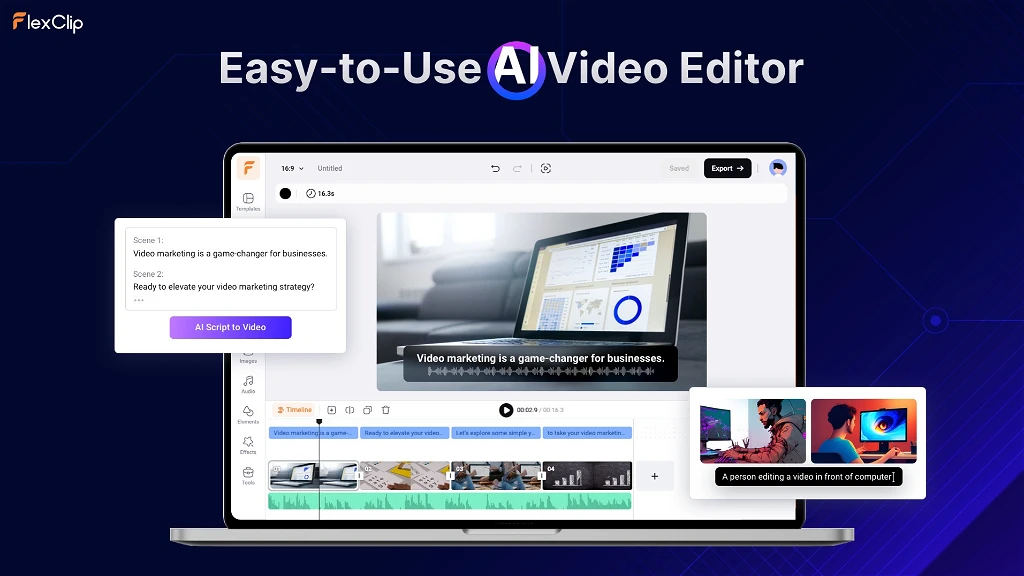 FlexClip
Easy-to-Use AI Video Editor
16:9
Untitled
Saved
Export →
16.3s
Templates
Scene 1:
Video marketing is a game-changer for businesses.
Scene 2:
Ready to elevate your video marketing strategy?
...
AI Script to Video
Video marketing is a game-changer for businesses.
Images
Audio
Elements
Effects
Tools
Timeline
00:02.9 / 00:16.3
Video marketing is a game-...
Ready to elevate your video...
Let's explore some simple y...
to take your video marketin...
01
02
03
04
+
A person editing a video in front of computer